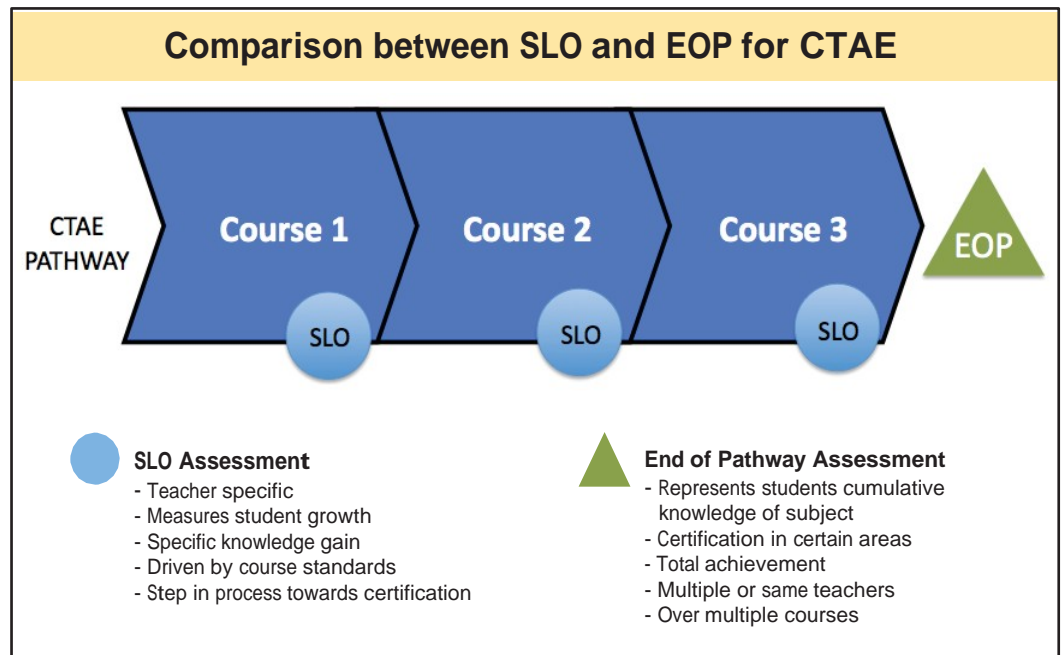 Comparison between SLO and EOP for CTAE
CTAE
PATHWAY
Course 1
Course 2
Course 3
EOP
SLO
SLO
SLO
SLO Assessment
- Teacher specific
- Measures student growth
- Specific knowledge gain
- Driven by course standards
- Step in process towards certification
End of Pathway Assessment
- Represents students cumulative
knowledge of subject
- Certification in certain areas
- Total achievement
- Multiple or same teachers
- Over multiple courses